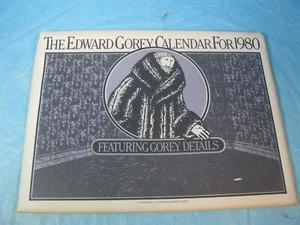 THE EDWARD GOREY CALENDAR FOR 1980
FEATURING GOREY DETAILS